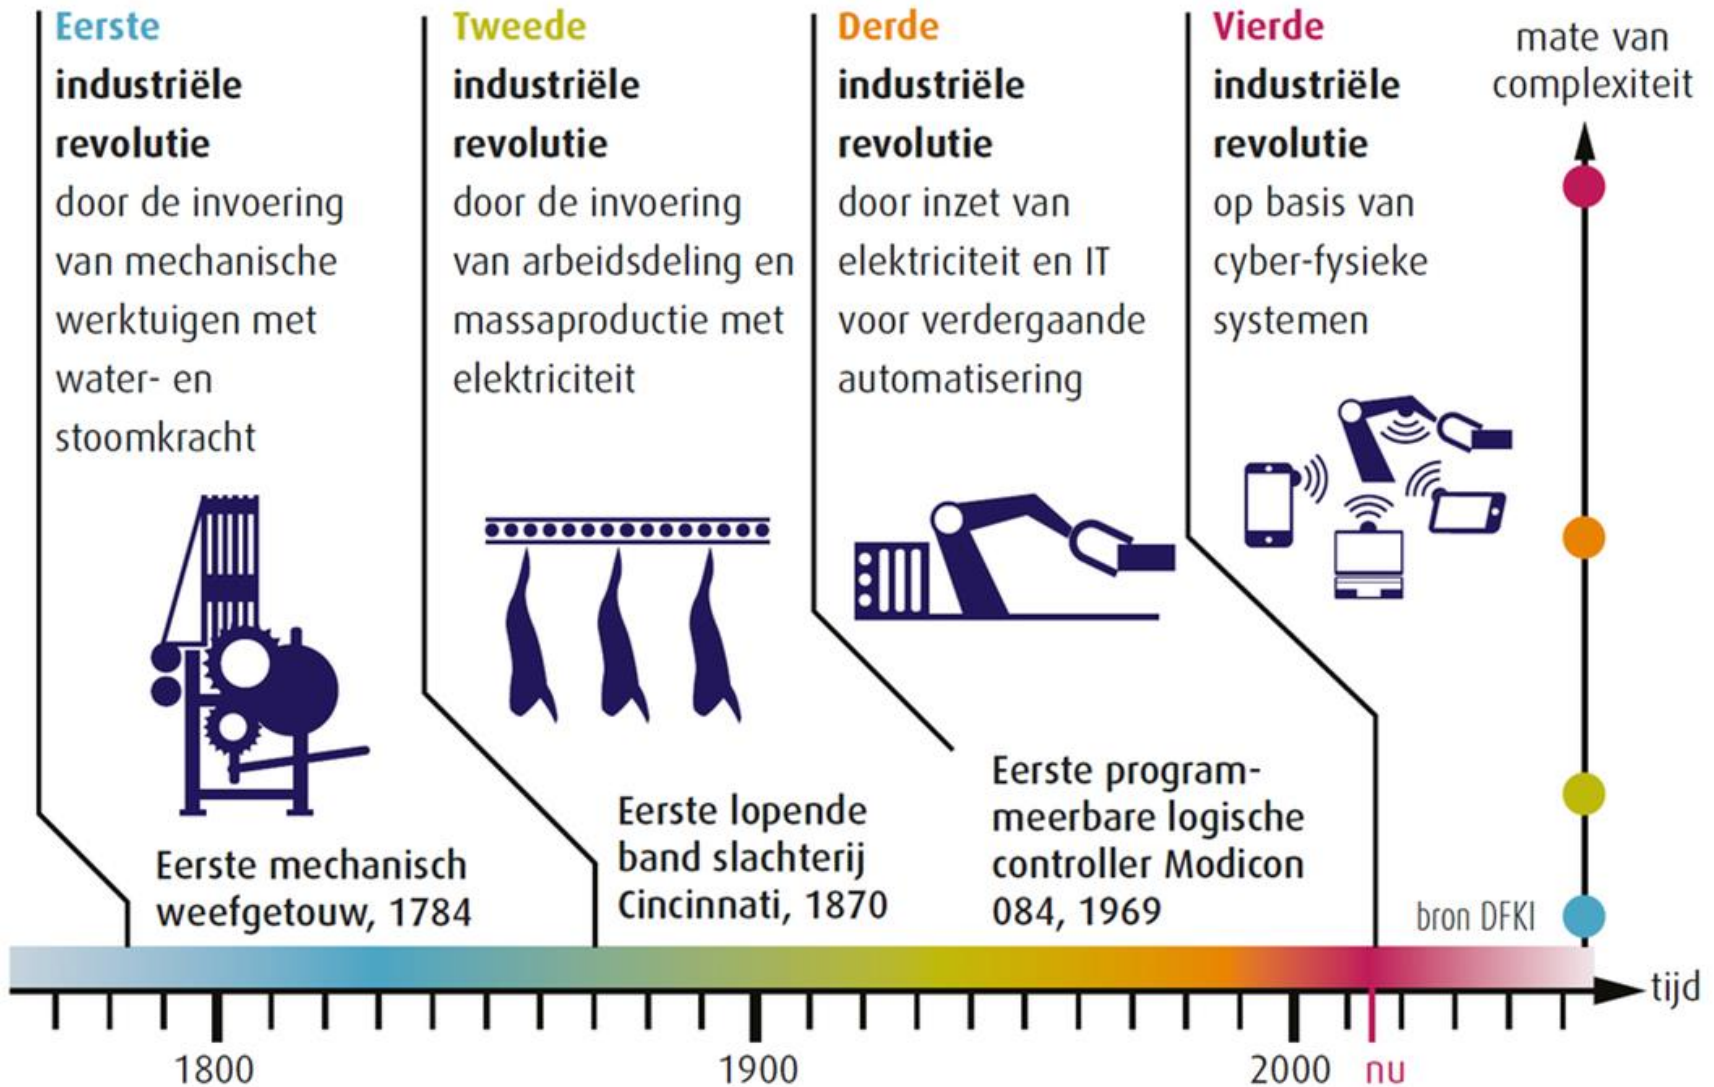 Eerste
industriële
revolutie
door de invoering
van mechanische
werktuigen met
water- en
stoomkracht
Eerste mechanisch
weefgetouw, 1784
Tweede
industriële
revolutie
door de invoering
van arbeidsdeling en
massaproductie met
elektriciteit
Eerste lopende
band slachterij
Cincinnati, 1870
Derde
industriële
revolutie
door inzet van
elektriciteit en IT
voor verdergaande
automatisering
Eerste program-
meerbare logische
controller Modicon
084, 1969
Vierde
industriële
revolutie
op basis van
cyber-fysieke
systemen
mate van
complexiteit
bron DFKI
tijd
1800
1900
2000
nu